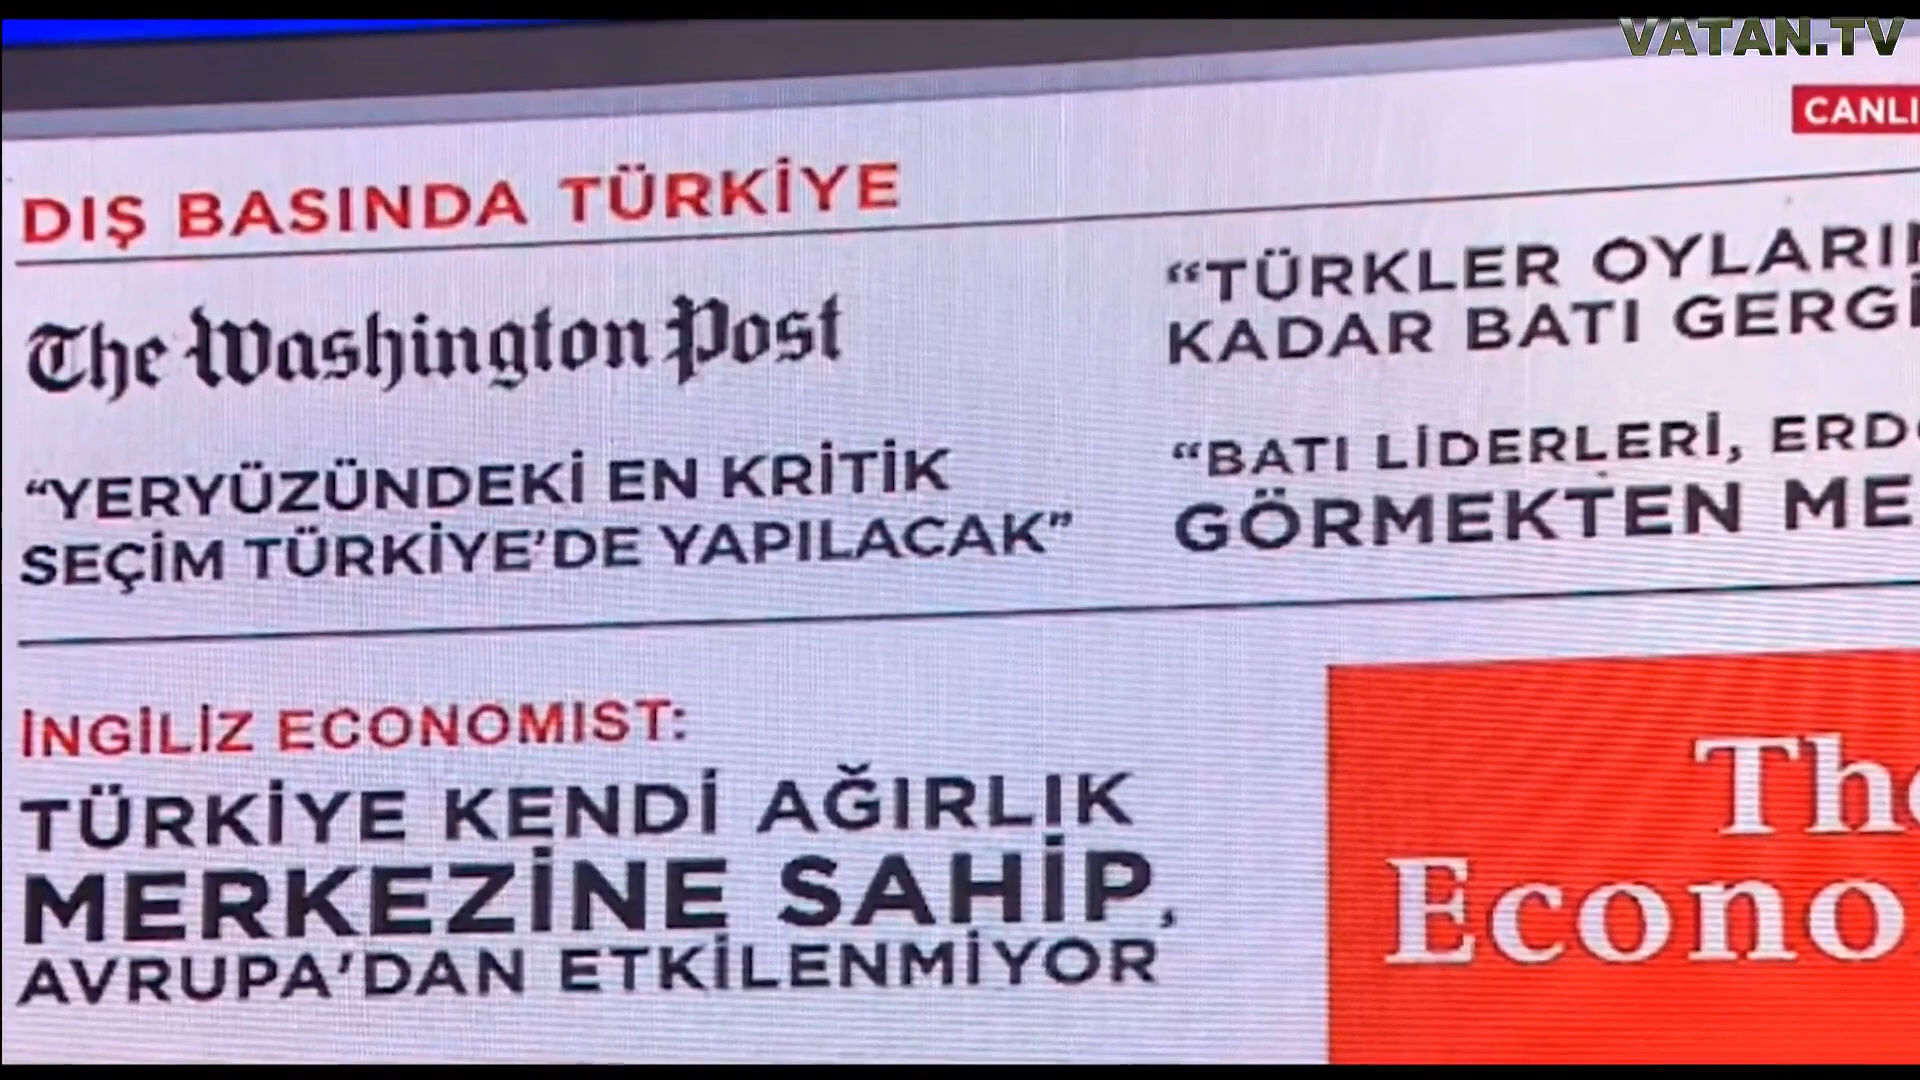 VATAN.TV
CANLI
DIŞ BASINDA TÜRKİYE
The Washington Post
"YERYÜZÜNDEKİ EN KRİTİK
SEÇİM TÜRKİYE'DE YAPILACAK"
"TÜRKLER
KADAR BATI
"BATI LİDERLERİ,
GÖRMEKTEN
İNGİLİZ ECONOMIST:
TÜRKİYE KENDİ AĞIRLIK
MERKEZİNE SAHİP,
AVRUPA'DAN ETKİLENMİYOR
The